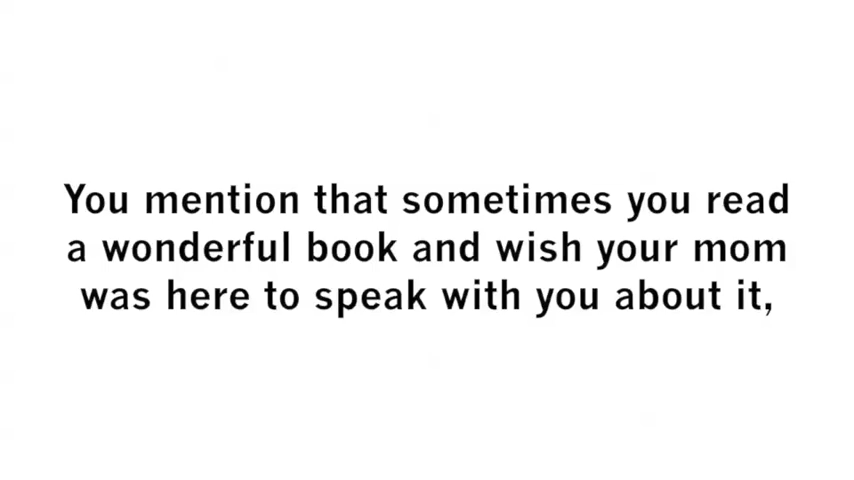 You mention that sometimes you read
a wonderful book and wish your mom
was here to speak with you about it,